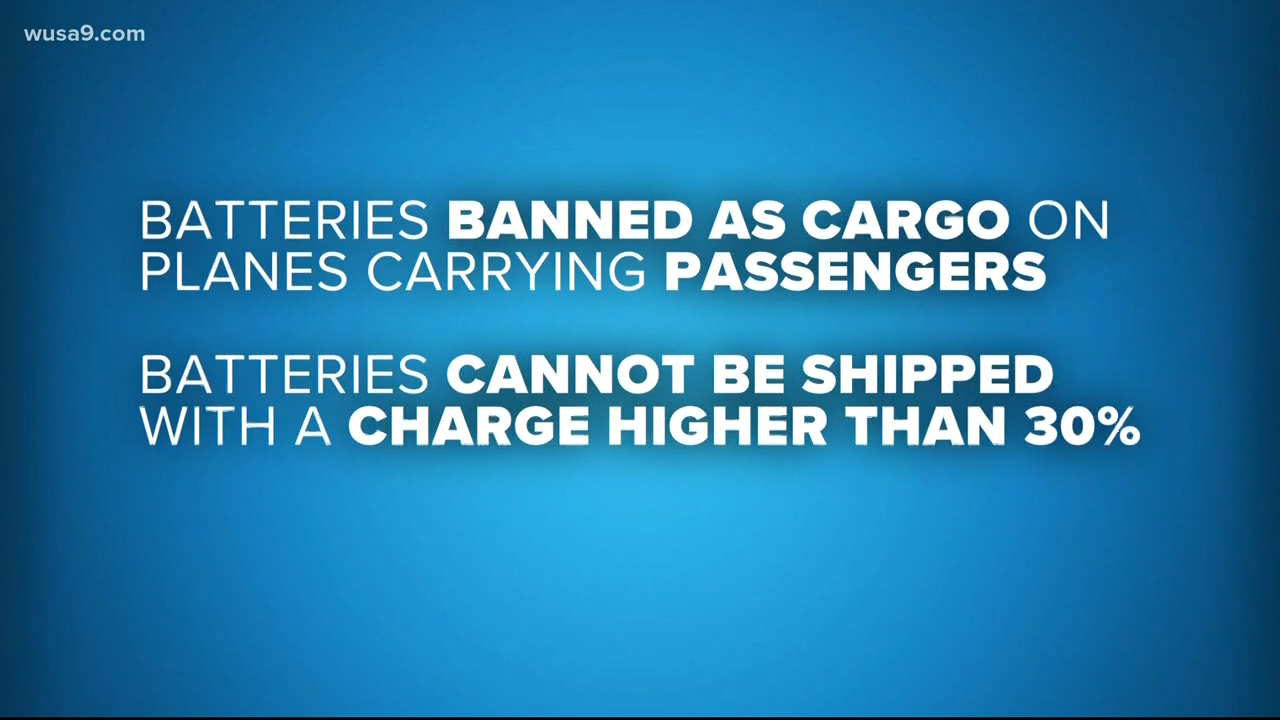 wusa9.com
BATTERIES BANNED AS CARGO ON
PLANES CARRYING PASSENGERS
BATTERIES CANNOT BE SHIPPED
WITH A CHARGE HIGHER THAN 30%